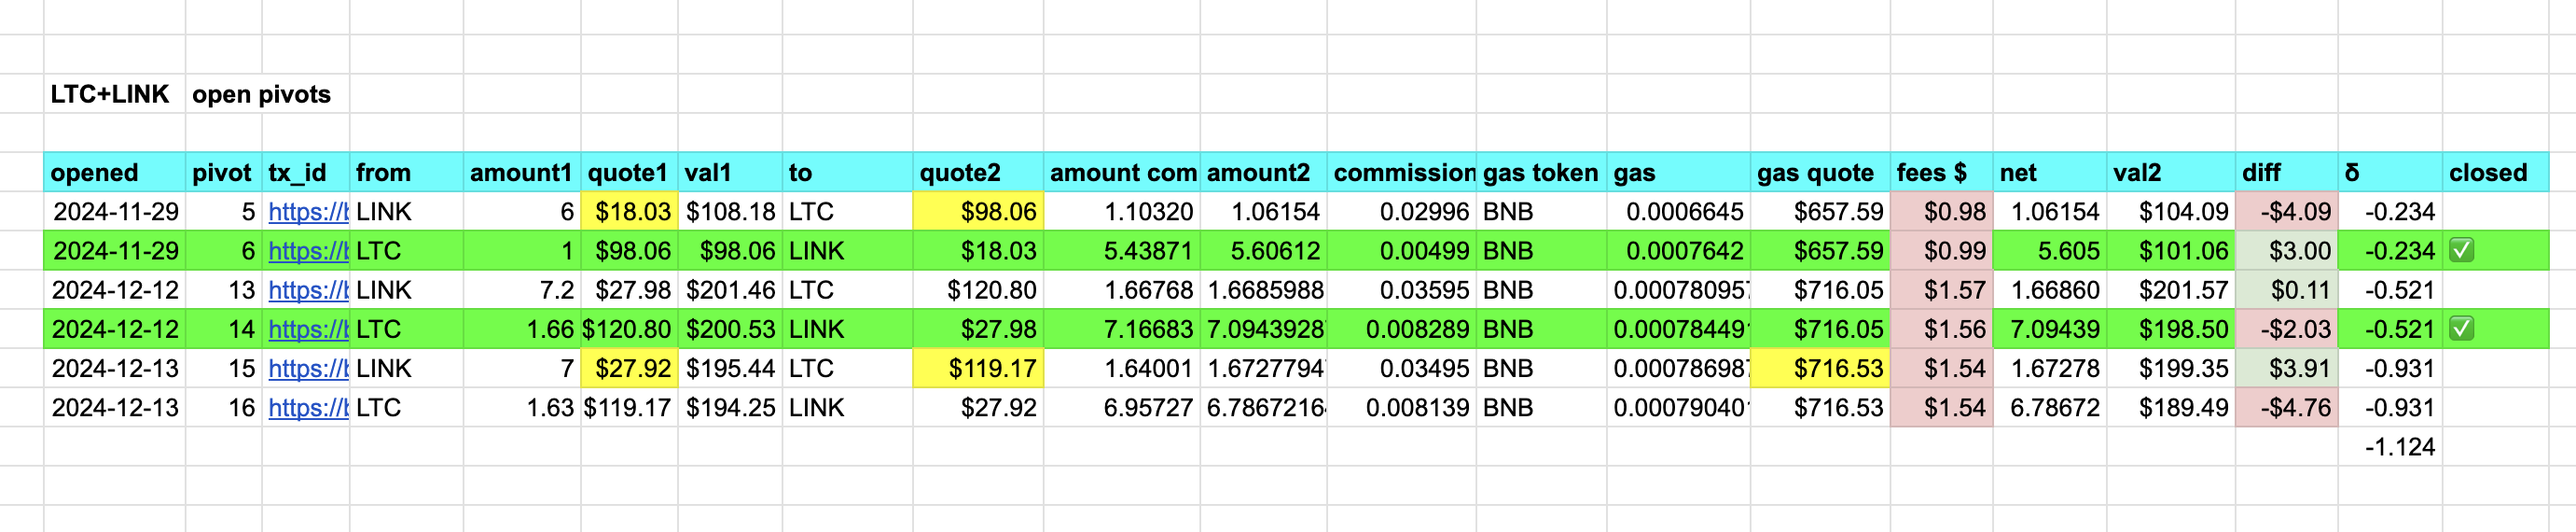 LTC+LINK open pivots
opened pivot tx_id from amount1 quote1 val1 to quote2 amount com amount2 commission gas token gas gas quote fees $ net val2 diff δ closed
2024-11-29 5 https://b LINK 6 $18.03 $108.18 LTC $98.06 1.10320 1.06154 0.02996 BNB 0.0006645 $657.59 $0.98 1.06154 $104.09 -$4.09 -0.234
2024-11-29 6 https://b LTC 1 $98.06 $98.06 LINK $18.03 5.43871 5.60612 0.00499 BNB 0.0007642 $657.59 $0.99 5.605 $101.06 $3.00 -0.234 ✅
2024-12-12 13 https://b LINK 7.2 $27.98 $201.46 LTC $120.80 1.66768 1.6685988 0.03595 BNB 0.000780957 $716.05 $1.57 1.66860 $201.57 $0.11 -0.521
2024-12-12 14 https://b LTC 1.66 $120.80 $200.53 LINK $27.98 7.16683 7.09439287 0.008289 BNB 0.00078449 $716.05 $1.56 7.09439 $198.50 -$2.03 -0.521 ✅
2024-12-13 15 https://b LINK 7 $27.92 $195.44 LTC $119.17 1.64001 1.67277947 0.03495 BNB 0.000786987 $716.53 $1.54 1.67278 $199.35 $3.91 -0.931
2024-12-13 16 https://b LTC 1.63 $119.17 $194.25 LINK $27.92 6.95727 6.78672164 0.008139 BNB 0.00079040 $716.53 $1.54 6.78672 $189.49 -$4.76 -0.931
-1.124